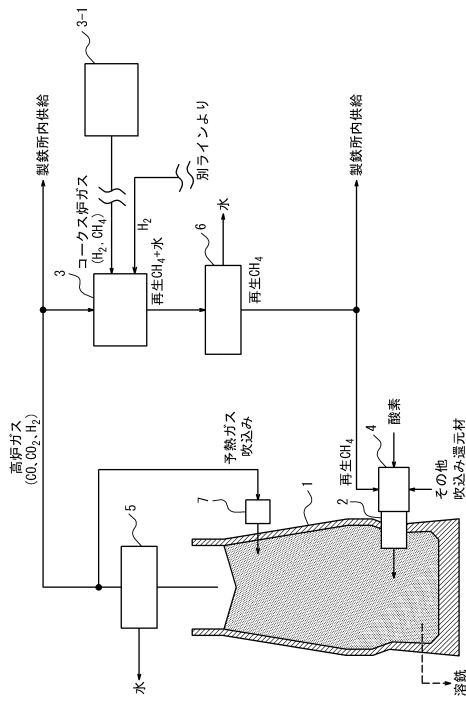 3-1
製鉄所内供給
コークス炉ガス
(H₂, CH₄)
3
H₂
別ラインより
再生CH₄+水
6
水
再生CH₄
製鉄所内供給
高炉ガス
(CO、CO₂、H₂)
5
水
予熱ガス
吹込み
7
1
再生CH₄
2
4
酸素
その他
吹込み還元材
溶銑